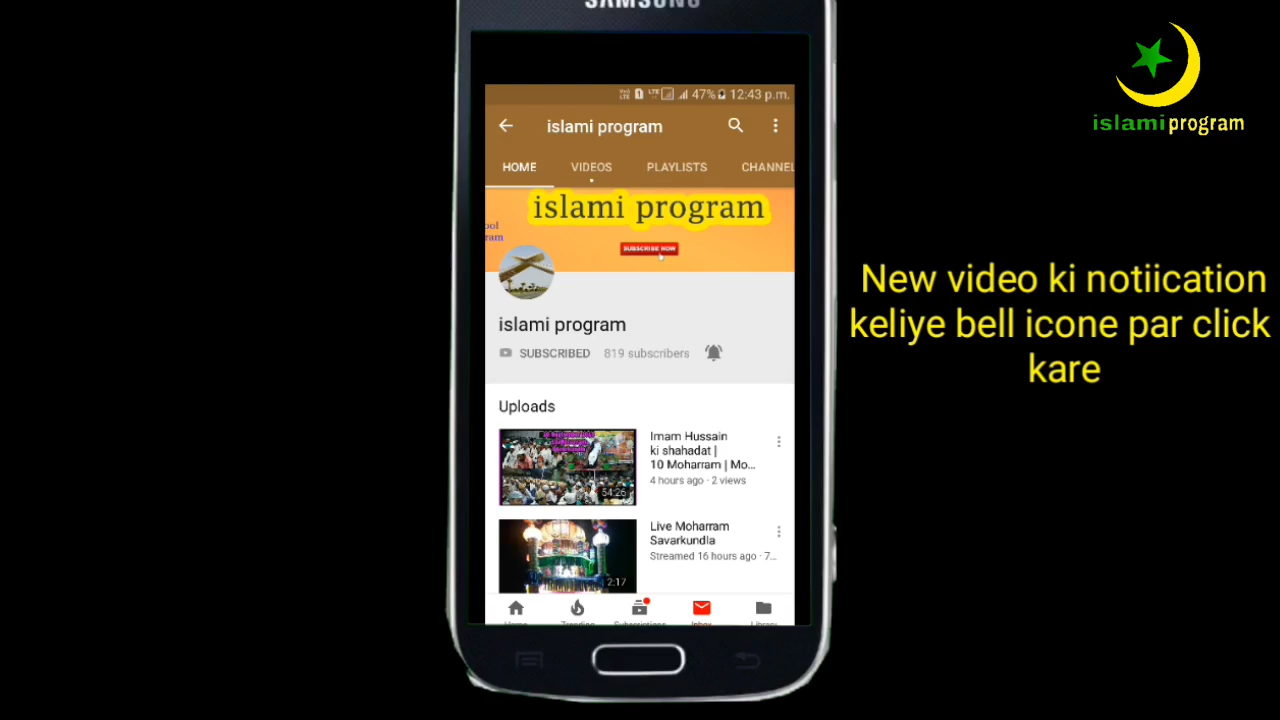 SAMSUNG
47% 12:43 p.m.
islami program
HOME VIDEOS PLAYLISTS CHANNEL
islami program
SUBSCRIBE NOW
islami program
SUBSCRIBED 819 subscribers
Uploads
Imam Hussain
ki shahadat |
10 Moharram | Mo...
4 hours ago · 2 views
54:26
Live Moharram
Savarkundla
Streamed 16 hours ago · 7...
2:17
islami program
New video ki notiication
keliye bell icone par click
kare